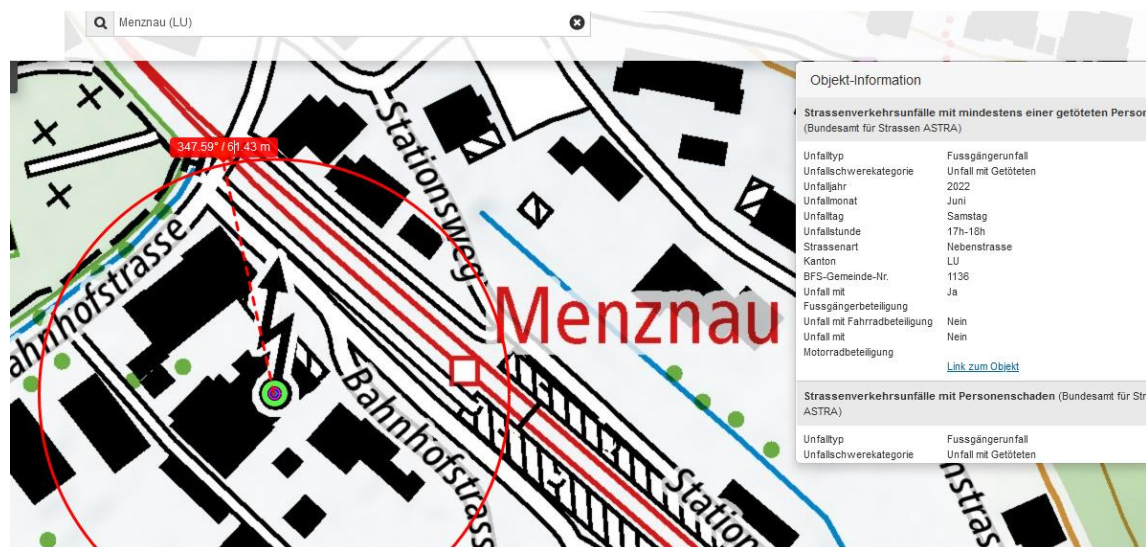 Menznau (LU)
347.59° / 61.43 m
Stationsweg
Bahnhofstrasse
Menznau
Bahnhofstrass
Station
nstras
Objekt-Information
Strassenverkehrsunfälle mit mindestens einer getöteten Person
(Bundesamt für Strassen ASTRA)
Unfalltyp Fussgängerunfall
Unfallschwerekategorie Unfall mit Getöteten
Unfalljahr 2022
Unfallmonat Juni
Unfalltag Samstag
Unfallstunde 17h-18h
Strassenart Nebenstrasse
Kanton LU
BFS-Gemeinde-Nr. 1136
Unfall mit Ja
Fussgängerbeteiligung
Unfall mit Fahrradbeteiligung Nein
Unfall mit Nein
Motorradbeteiligung
Link zum Objekt
Strassenverkehrsunfälle mit Personenschaden (Bundesamt für Str
ASTRA)
Unfalltyp Fussgängerunfall
Unfallschwerekategorie Unfall mit Getöteten